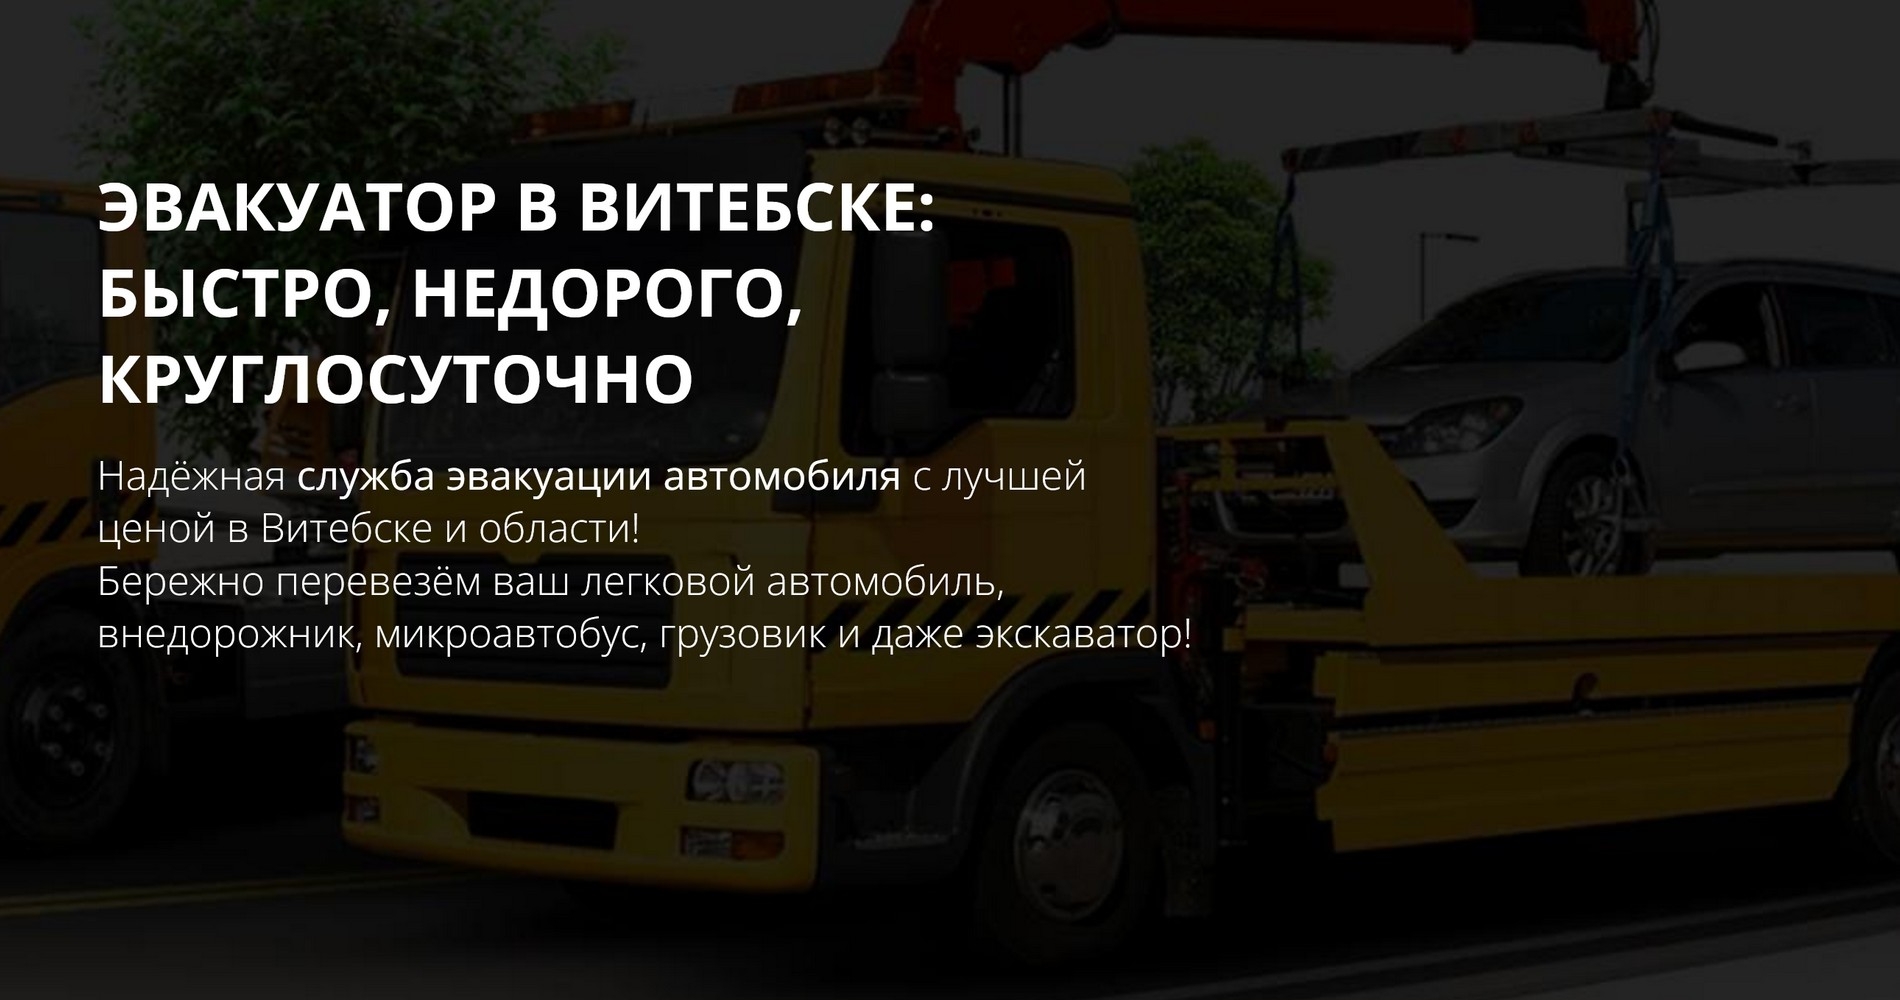 ЭВАКУАТОР В ВИТЕБСКЕ:
БЫСТРО, НЕДОРОГО,
КРУГЛОСУТОЧНО
Надёжная служба эвакуации автомобиля с лучшей
ценой в Витебске и области!
Бережно перевезём ваш легковой автомобиль,
внедорожник, микроавтобус, грузовик и даже экскаватор!